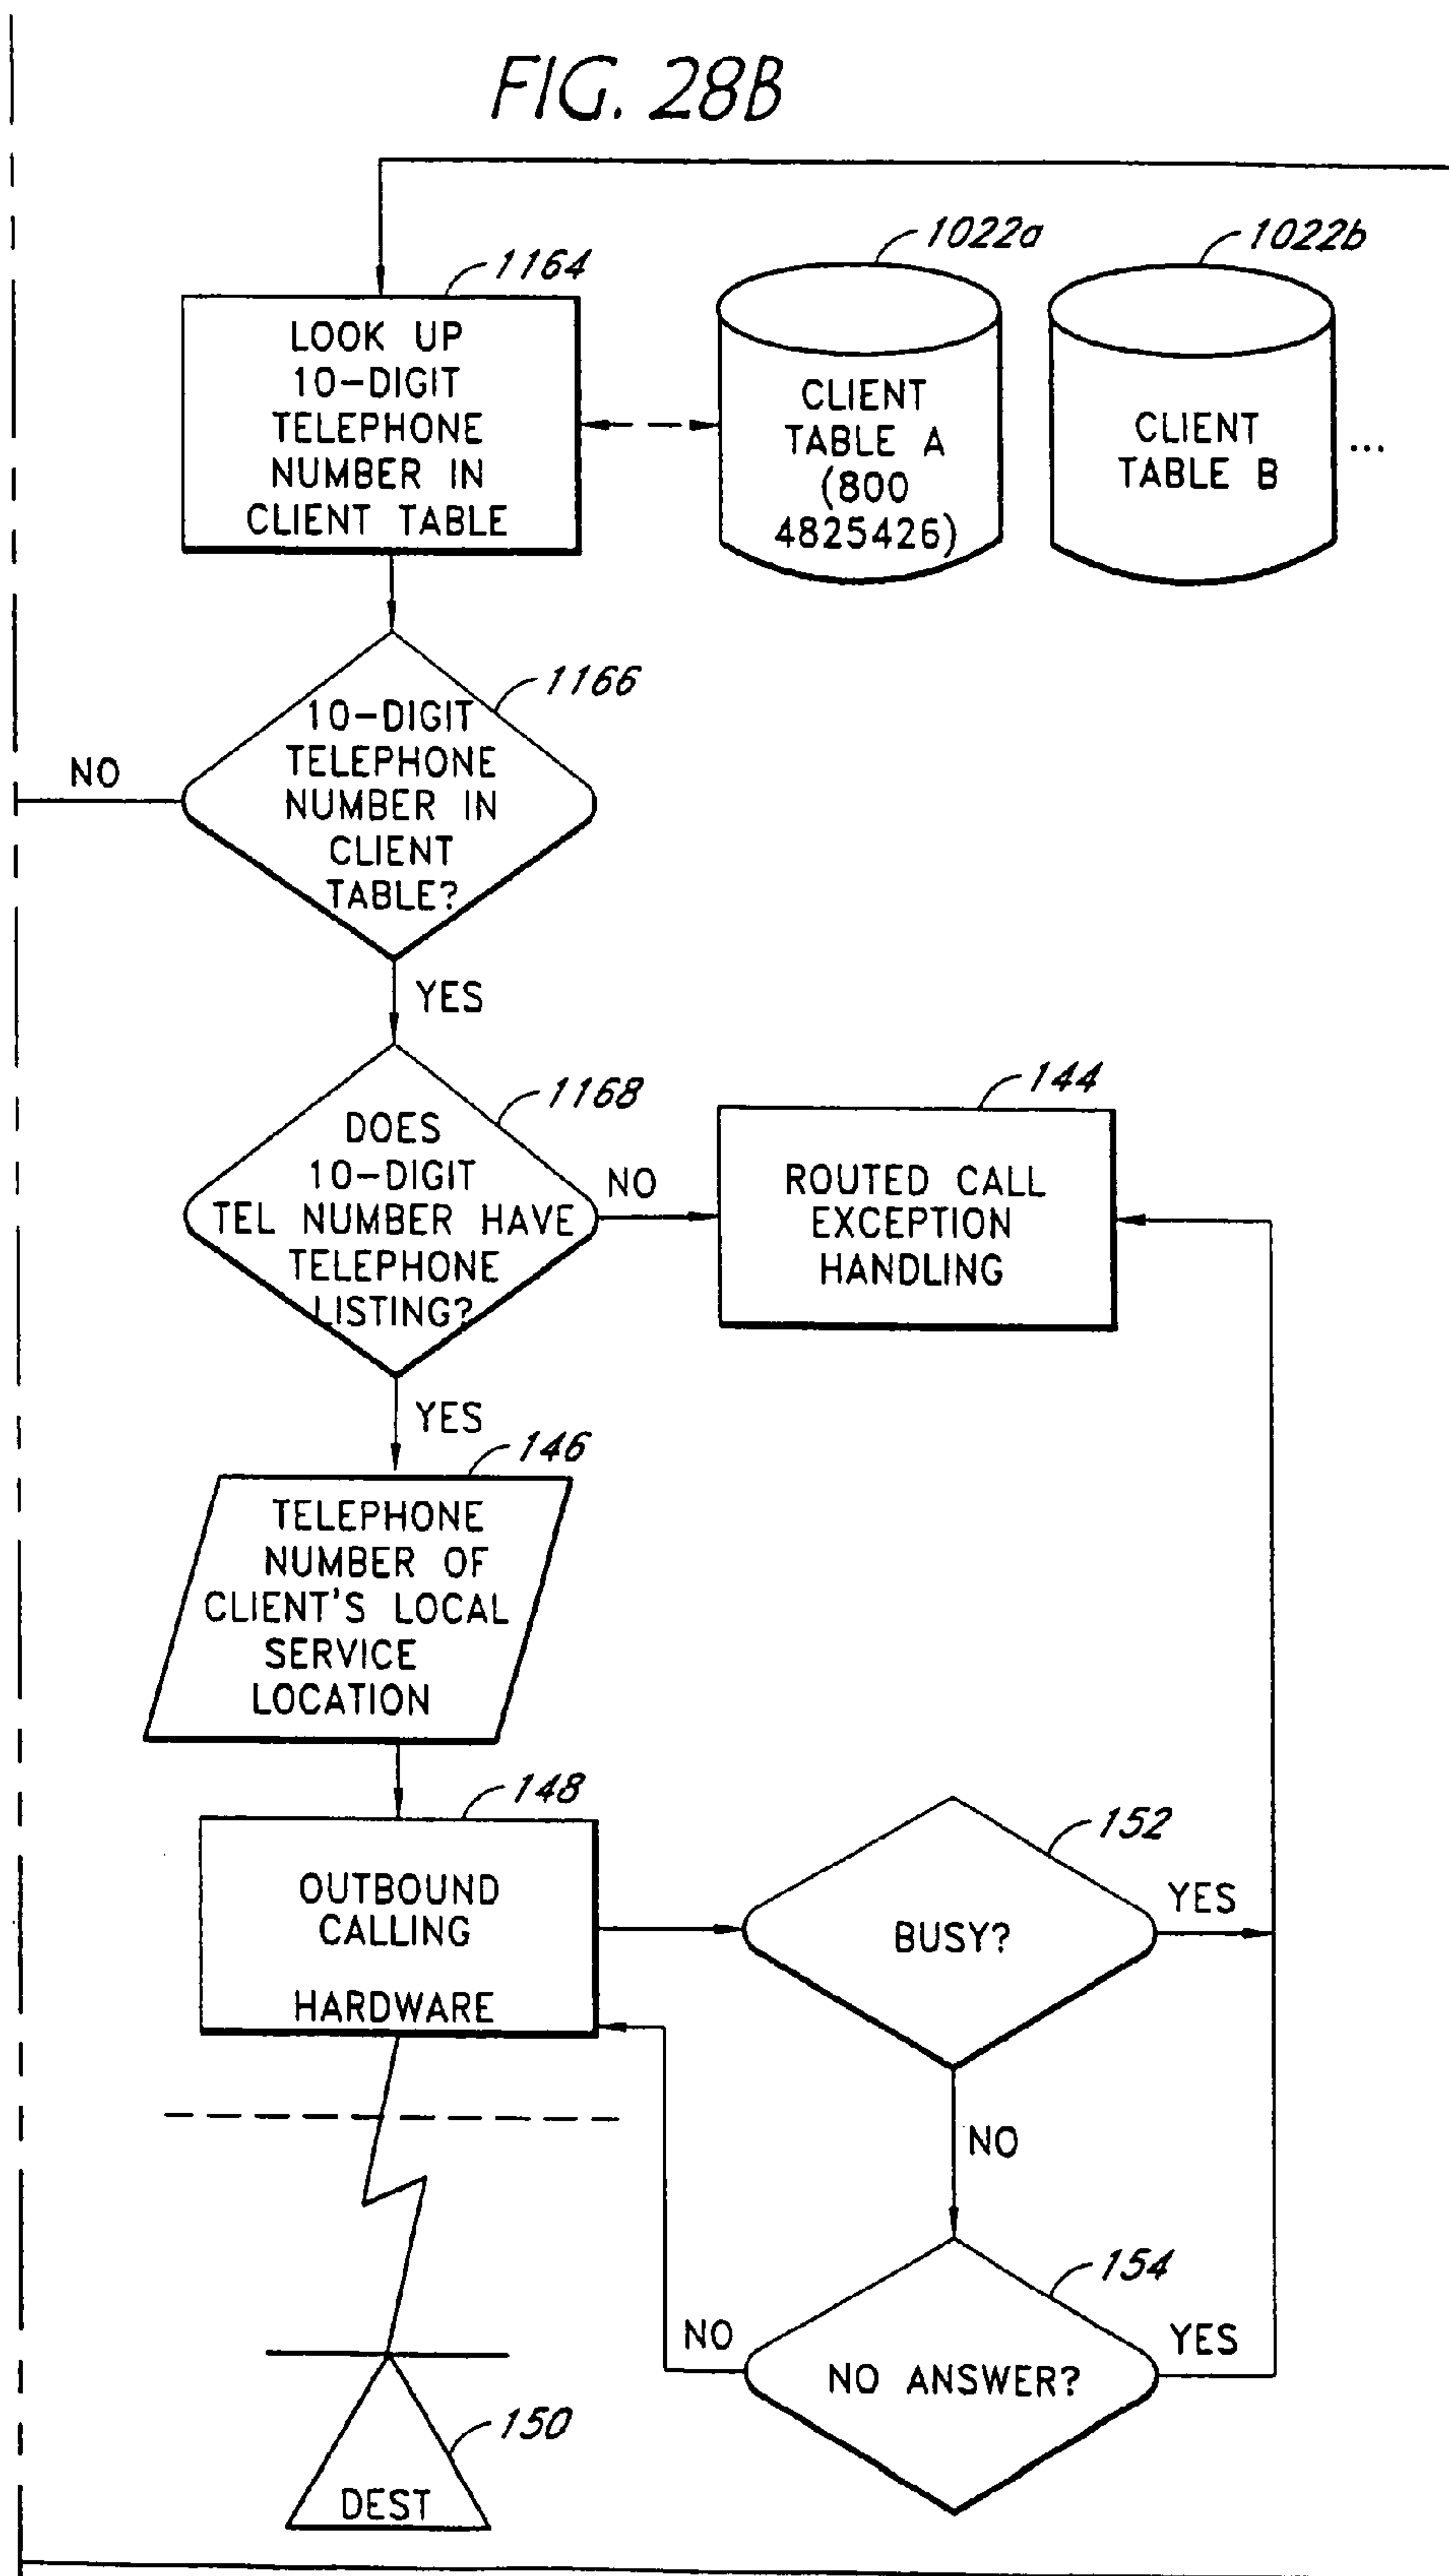 FIG. 28B
1164
1022a
1022b
LOOK UP
10-DIGIT
TELEPHONE
NUMBER IN
CLIENT TABLE
CLIENT
TABLE A
(800
4825426)
CLIENT
TABLE B
...
1166
10-DIGIT
TELEPHONE
NUMBER IN
CLIENT
TABLE?
NO
YES
1168
DOES
10-DIGIT
TEL NUMBER HAVE
TELEPHONE
LISTING?
NO
144
ROUTED CALL
EXCEPTION
HANDLING
YES
146
TELEPHONE
NUMBER OF
CLIENT'S LOCAL
SERVICE
LOCATION
148
OUTBOUND
CALLING
HARDWARE
152
BUSY?
YES
NO
154
NO ANSWER?
NO
YES
150
DEST